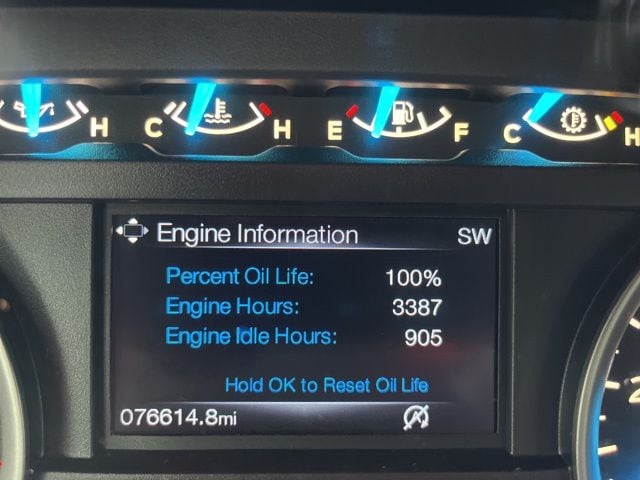 H C H E F C H
Engine Information SW
Percent Oil Life: 100%
Engine Hours: 3387
Engine Idle Hours: 905
Hold OK to Reset Oil Life
076614.8mi